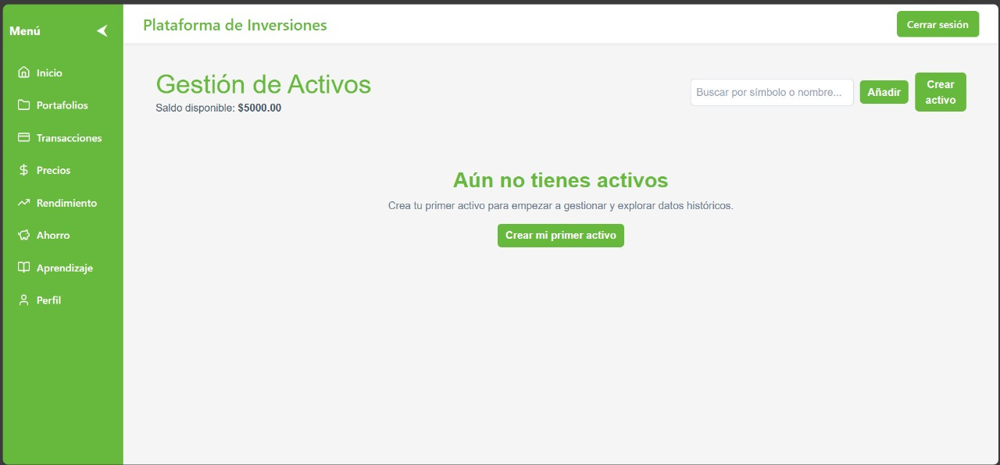 Menú
Inicio
Portafolios
Transacciones
Precios
Rendimiento
Ahorro
Aprendizaje
Perfil
Plataforma de Inversiones
Cerrar sesión
Gestión de Activos
Saldo disponible: $5000.00
Buscar por símbolo o nombre...
Añadir
Crear
activo
Aún no tienes activos
Crea tu primer activo para empezar a gestionar y explorar datos históricos.
Crear mi primer activo